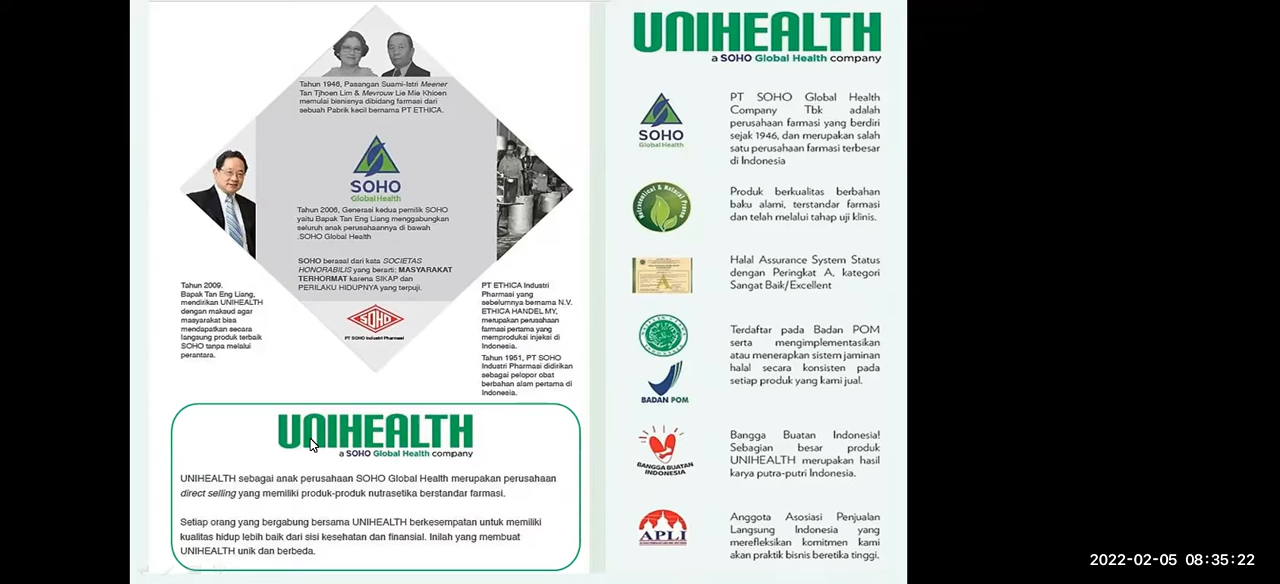 Tahun 1946, Pasangan Suami-Istri Meener
Tan Tjhoen Lim & Mevrouw Lie Mie Khioen
memulai bisnisnya dibidang farmasi dari
sebuah Pabrik kecil bernama PT ETHICA.
SOHO
Global Health
Tahun 2006, Generasi kedua pemilik SOHO
yaitu Bapak Tan Eng Liang menggabungkan
seluruh anak perusahaannya di bawah
.SOHO Global Health
SOHO berasal dari kata SOCIETAS
HONORABILIS yang berarti: MASYARAKAT
TERHORMAT karena SIKAP dan
PERILAKU HIDUPNYA yang terpuji.
SOHO
PT SOHO Industri Pharmasi
Tahun 2009.
Bapak Tan Eng Liang,
mendirikan UNIHEALTH
dengan maksud agar
masyarakat bisa
mendapatkan secara
langsung produk terbaik
SOHO tanpa melalui
perantara.
PT ETHICA Industri
Pharmasi yang
sebelumnya bernama N.V.
ETHICA HANDEL MY,
merupakan perusahaan
farmasi pertama yang
memproduksi injeksi di
Indonesia.
Tahun 1951, PT SOHO
Industri Pharmasi didirikan
sebagai pelopor obat
berbahan alam pertama di
Indonesia.
UNIHEALTH
a SOHO Global Health company
UNIHEALTH sebagai anak perusahaan SOHO Global Health merupakan perusahaan
direct selling yang memiliki produk-produk nutrasetika berstandar farmasi.
Setiap orang yang bergabung bersama UNIHEALTH berkesempatan untuk memiliki
kualitas hidup lebih baik dari sisi kesehatan dan finansial. Inilah yang membuat
UNIHEALTH unik dan berbeda.
UNIHEALTH
a SOHO Global Health company
SOHO
Global Health
PT SOHO Global Health
Company Tbk adalah
perusahaan farmasi yang berdiri
sejak 1946, dan merupakan salah
satu perusahaan farmasi terbesar
di Indonesia
Produk berkualitas berbahan
baku alami, terstandar farmasi
dan telah melalui tahap uji klinis.
Halal Assurance System Status
dengan Peringkat A, kategori
Sangat Baik/Excellent
BADAN POM
Terdaftar pada Badan POM
serta mengimplementasikan
atau menerapkan sistem jaminan
halal secara konsisten pada
setiap produk yang kami jual.
BANGGA BUATAN
INDONESIA
Bangga Buatan Indonesia!
Sebagian besar produk
UNIHEALTH merupakan hasil
karya putra-putri Indonesia.
APLI
Anggota Asosiasi Penjualan
Langsung Indonesia yang
merefleksikan komitmen kami
akan praktik bisnis beretika tinggi.
2022-02-05 08:35:22